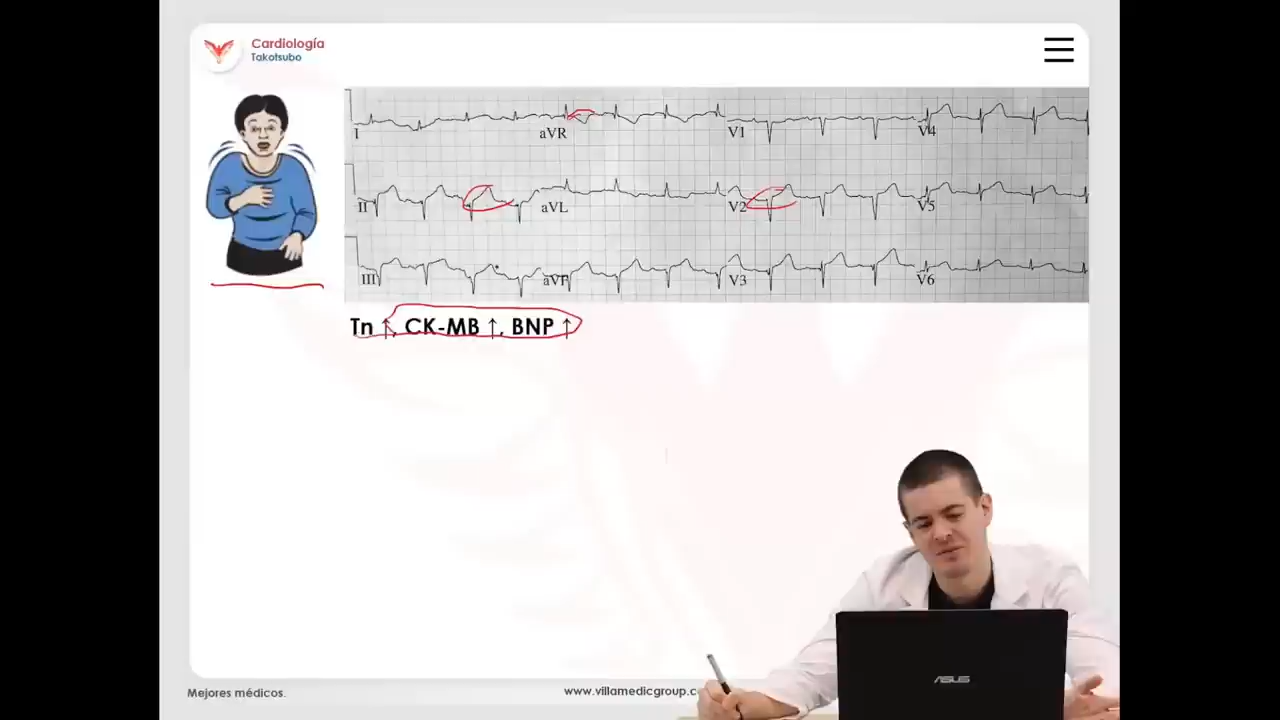 Cardiología
Takotsubo
I
aVR
V1
V4
II
aVL
V2
V5
III
aVF
V3
V6
Tn ↑, CK-MB ↑, BNP ↑
Mejores médicos.
www.villamedicgroup.c
ASUS